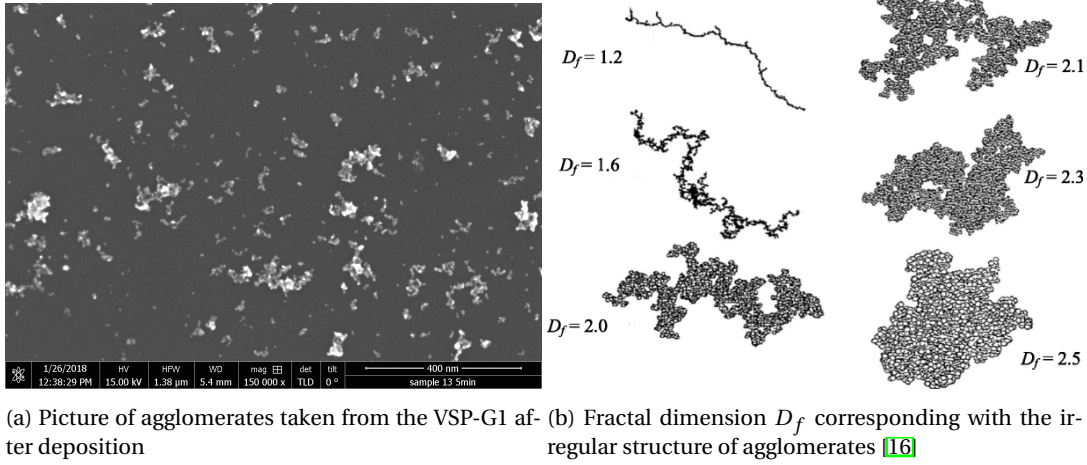 D_f = 1.2
D_f = 2.1
D_f = 1.6
D_f = 2.3
D_f = 2.0
D_f = 2.5
1/26/2018 HV HFW WD mag det tilt 400 nm
12:38:29 PM 15.00 kV 1.38 µm 5.4 mm 150 000 x TLD 0 ° sample 13 5min
(a) Picture of agglomerates taken from the VSP-G1 af-
ter deposition
(b) Fractal dimension D_f corresponding with the ir-
regular structure of agglomerates [16]